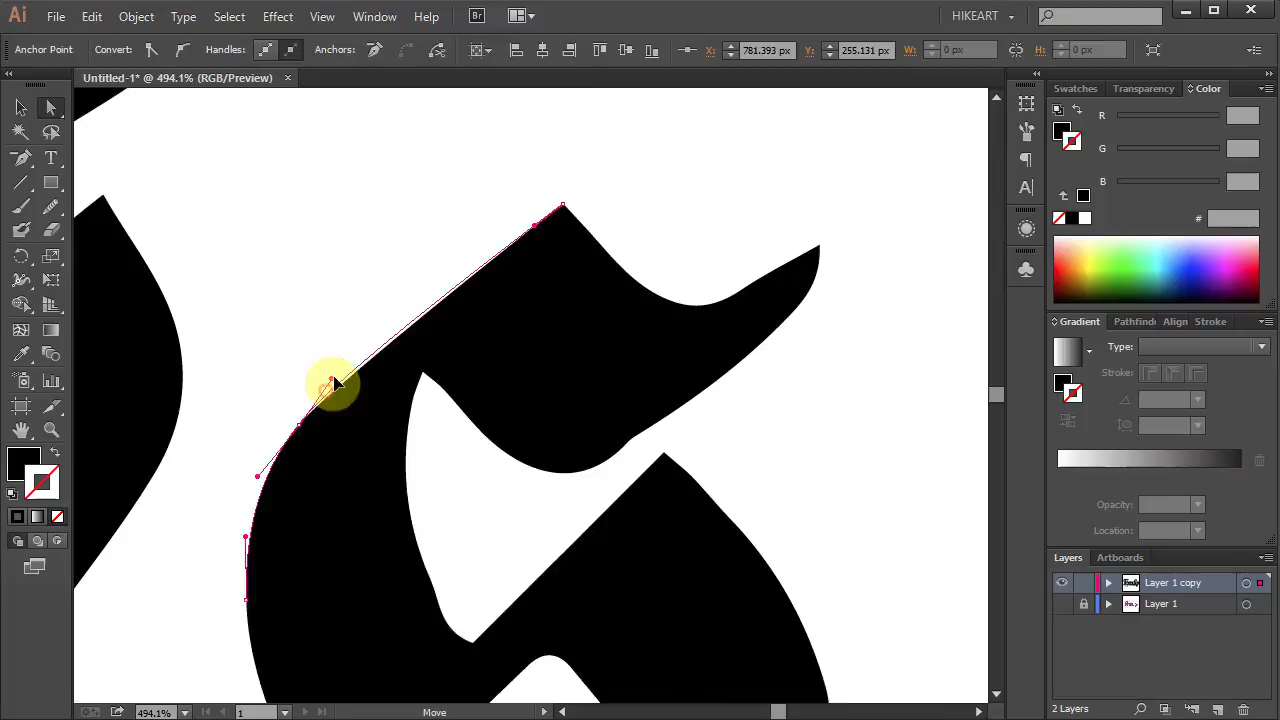 Ai File Edit Object Type Select Effect View Window Help Br HIKEART
Anchor Point Convert: Handles: Anchors: X: 781.393 px Y: 255.131 px W: 0 px H: 0 px
Untitled-1* @ 494.1% (RGB/Preview)
Swatches Transparency Color
R
G
B
#
Gradient Pathfind Align Stroke
Type:
Stroke:
Opacity:
Location:
Layers Artboards
Layer 1 copy
Layer 1
2 Layers
494.1% 1 Move